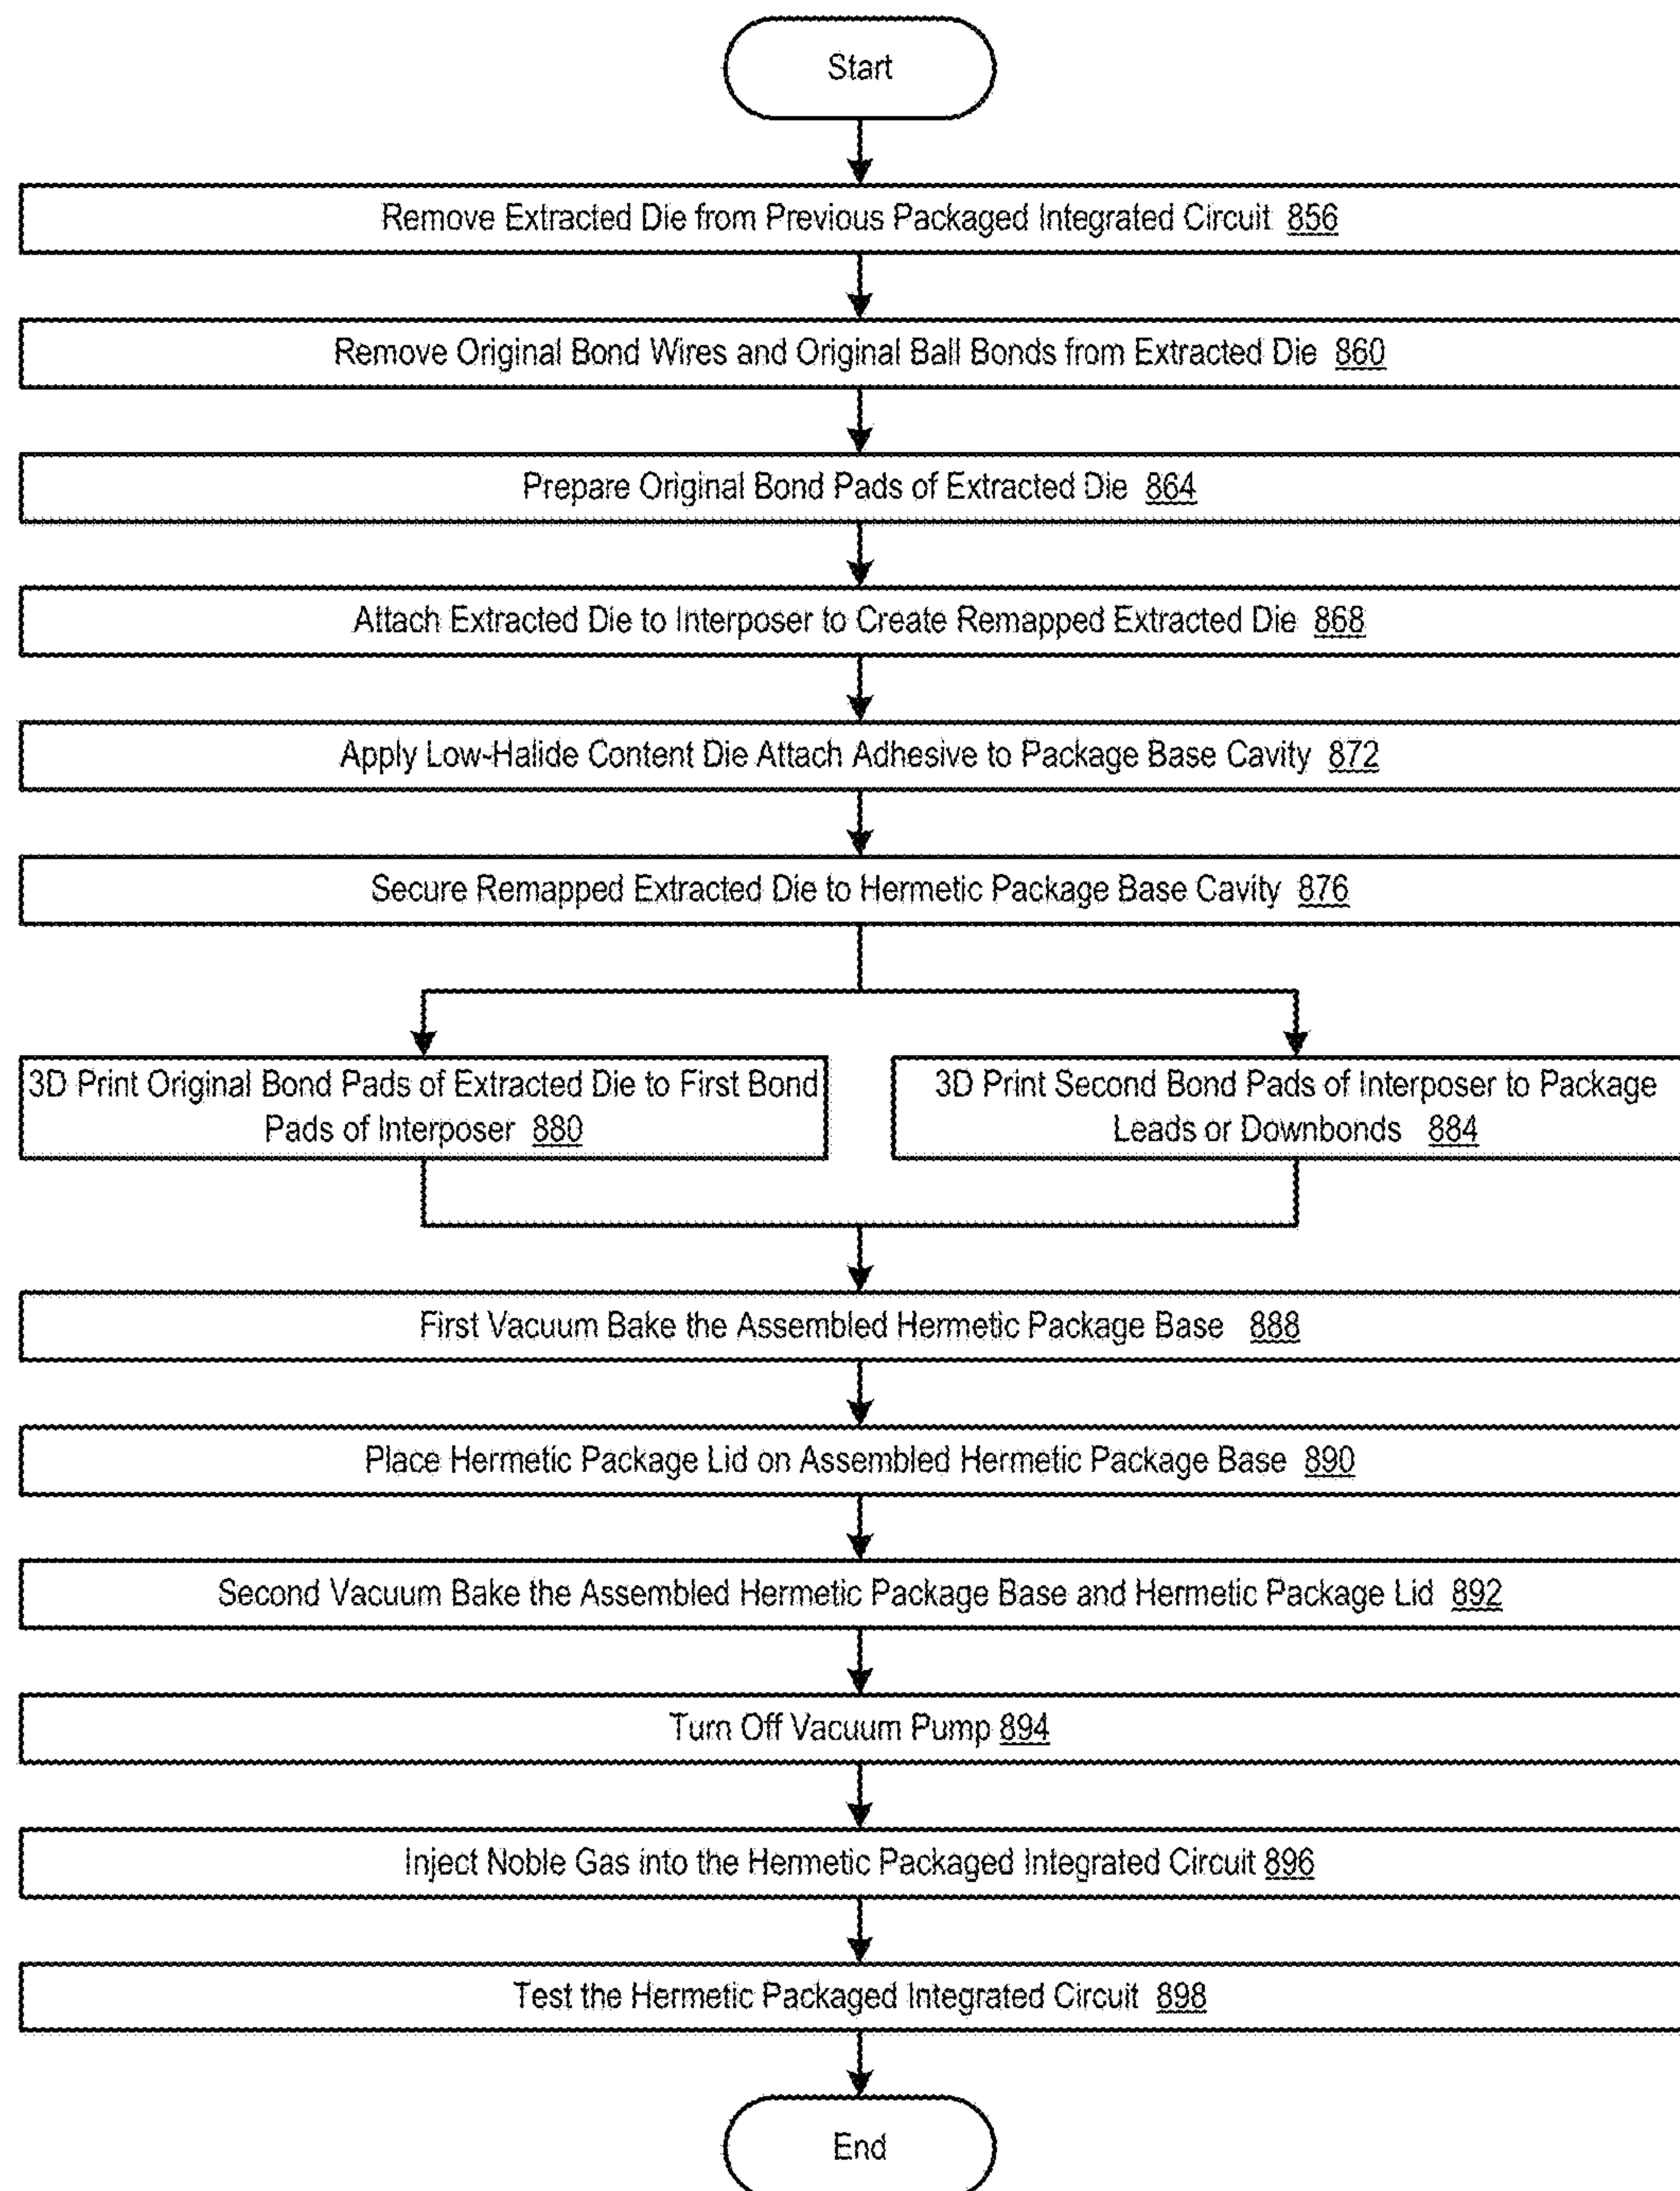 Start
Remove Extracted Die from Previous Packaged Integrated Circuit 856
Remove Original Bond Wires and Original Ball Bonds from Extracted Die 860
Prepare Original Bond Pads of Extracted Die 864
Attach Extracted Die to Interposer to Create Remapped Extracted Die 868
Apply Low-Halide Content Die Attach Adhesive to Package Base Cavity 872
Secure Remapped Extracted Die to Hermetic Package Base Cavity 876
3D Print Original Bond Pads of Extracted Die to First Bond
Pads of Interposer 880
3D Print Second Bond Pads of Interposer to Package
Leads or Downbonds 884
First Vacuum Bake the Assembled Hermetic Package Base 888
Place Hermetic Package Lid on Assembled Hermetic Package Base 890
Second Vacuum Bake the Assembled Hermetic Package Base and Hermetic Package Lid 892
Turn Off Vacuum Pump 894
Inject Noble Gas into the Hermetic Packaged Integrated Circuit 896
Test the Hermetic Packaged Integrated Circuit 898
End